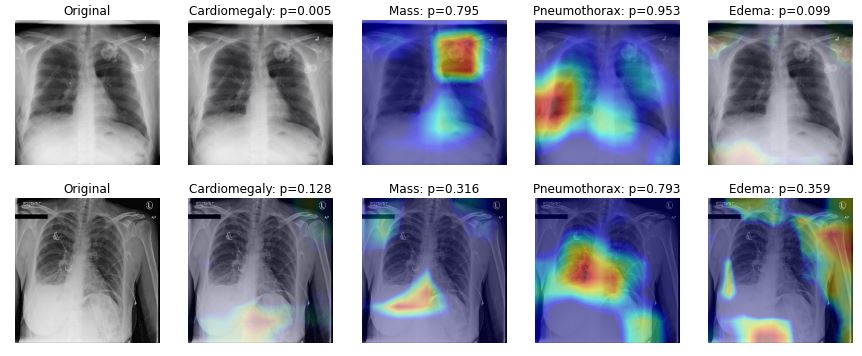 Original
Cardiomegaly: p=0.005
Mass: p=0.795
Pneumothorax: p=0.953
Edema: p=0.099
Original
Cardiomegaly: p=0.128
Mass: p=0.316
Pneumothorax: p=0.793
Edema: p=0.359
L
L
L
L
L